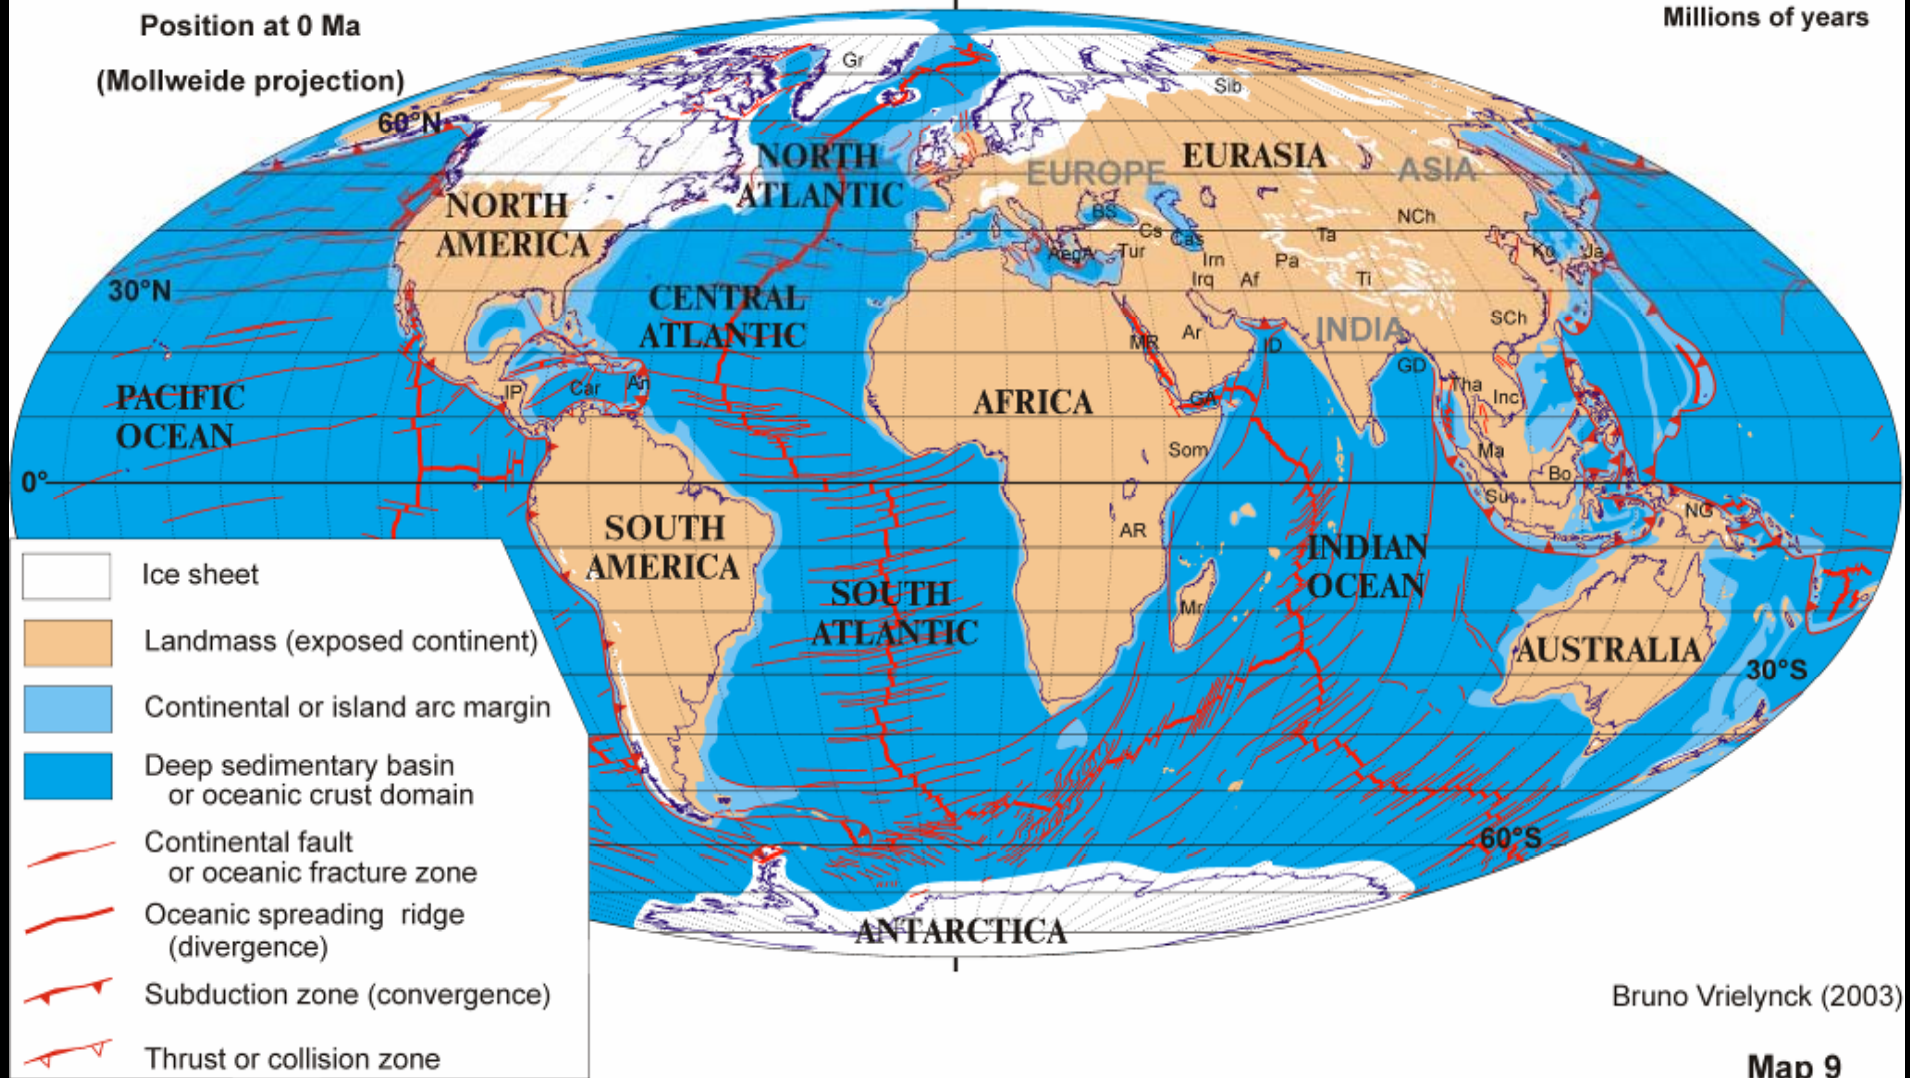 Position at 0 Ma
(Mollweide projection)
Millions of years
Gr
Sib
60°N
NORTH
ATLANTIC
EURASIA
EUROPE
ASIA
NORTH
AMERICA
BS
NCh
Cs
Cas
Ta
AegA
Tur
Irn
Pa
Ko
Ja
Irq
Af
Ti
30°N
CENTRAL
ATLANTIC
SCh
INDIA
MR
Ar
ID
GD
PACIFIC
OCEAN
IP
Car
An
AFRICA
GA
Tha
Inc
Som
Ma
Bo
0°
Su
NG
SOUTH
AMERICA
AR
INDIAN
OCEAN
SOUTH
ATLANTIC
Mr
AUSTRALIA
30°S
60°S
ANTARCTICA
Ice sheet
Landmass (exposed continent)
Continental or island arc margin
Deep sedimentary basin
or oceanic crust domain
Continental fault
or oceanic fracture zone
Oceanic spreading ridge
(divergence)
Subduction zone (convergence)
Thrust or collision zone
Bruno Vrielynck (2003)
Map 9